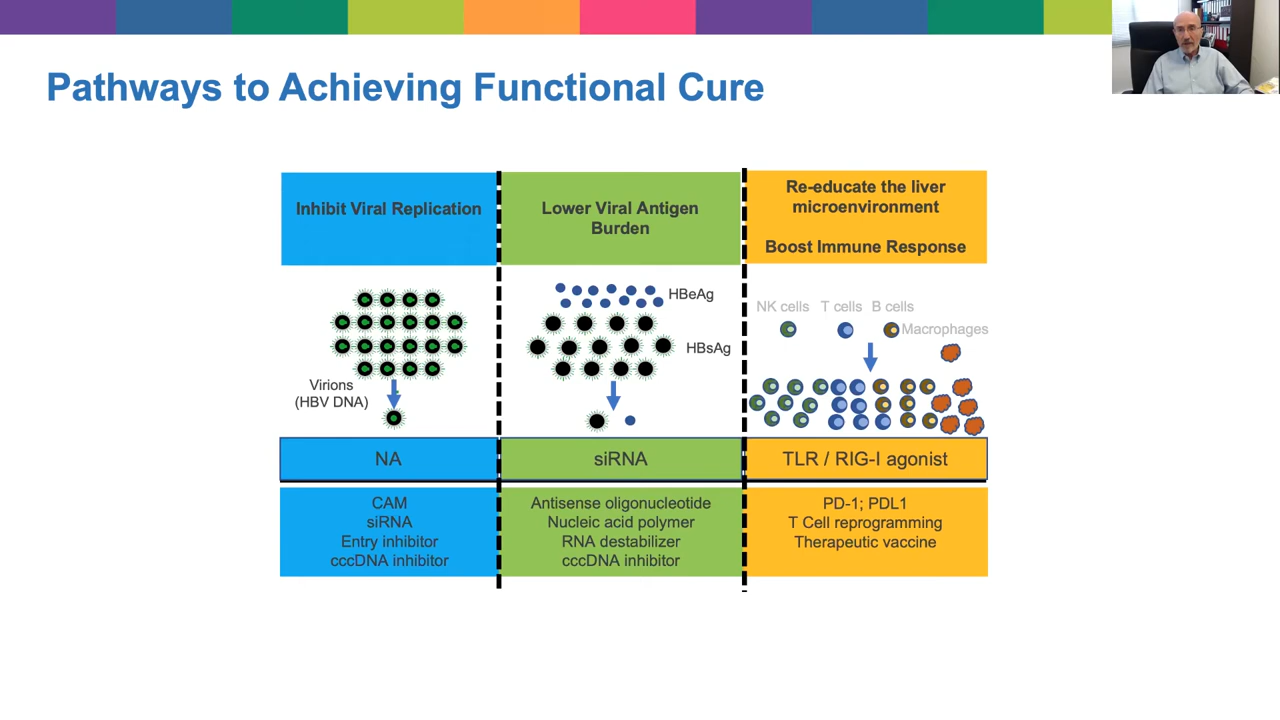 Pathways to Achieving Functional Cure
Inhibit Viral Replication
Lower Viral Antigen
Burden
Re-educate the liver
microenvironment
Boost Immune Response
Virions
(HBV DNA)
HBeAg
HBsAg
NK cells
T cells
B cells
Macrophages
NA
siRNA
TLR / RIG-I agonist
CAM
siRNA
Entry inhibitor
cccDNA inhibitor
Antisense oligonucleotide
Nucleic acid polymer
RNA destabilizer
cccDNA inhibitor
PD-1; PDL1
T Cell reprogramming
Therapeutic vaccine